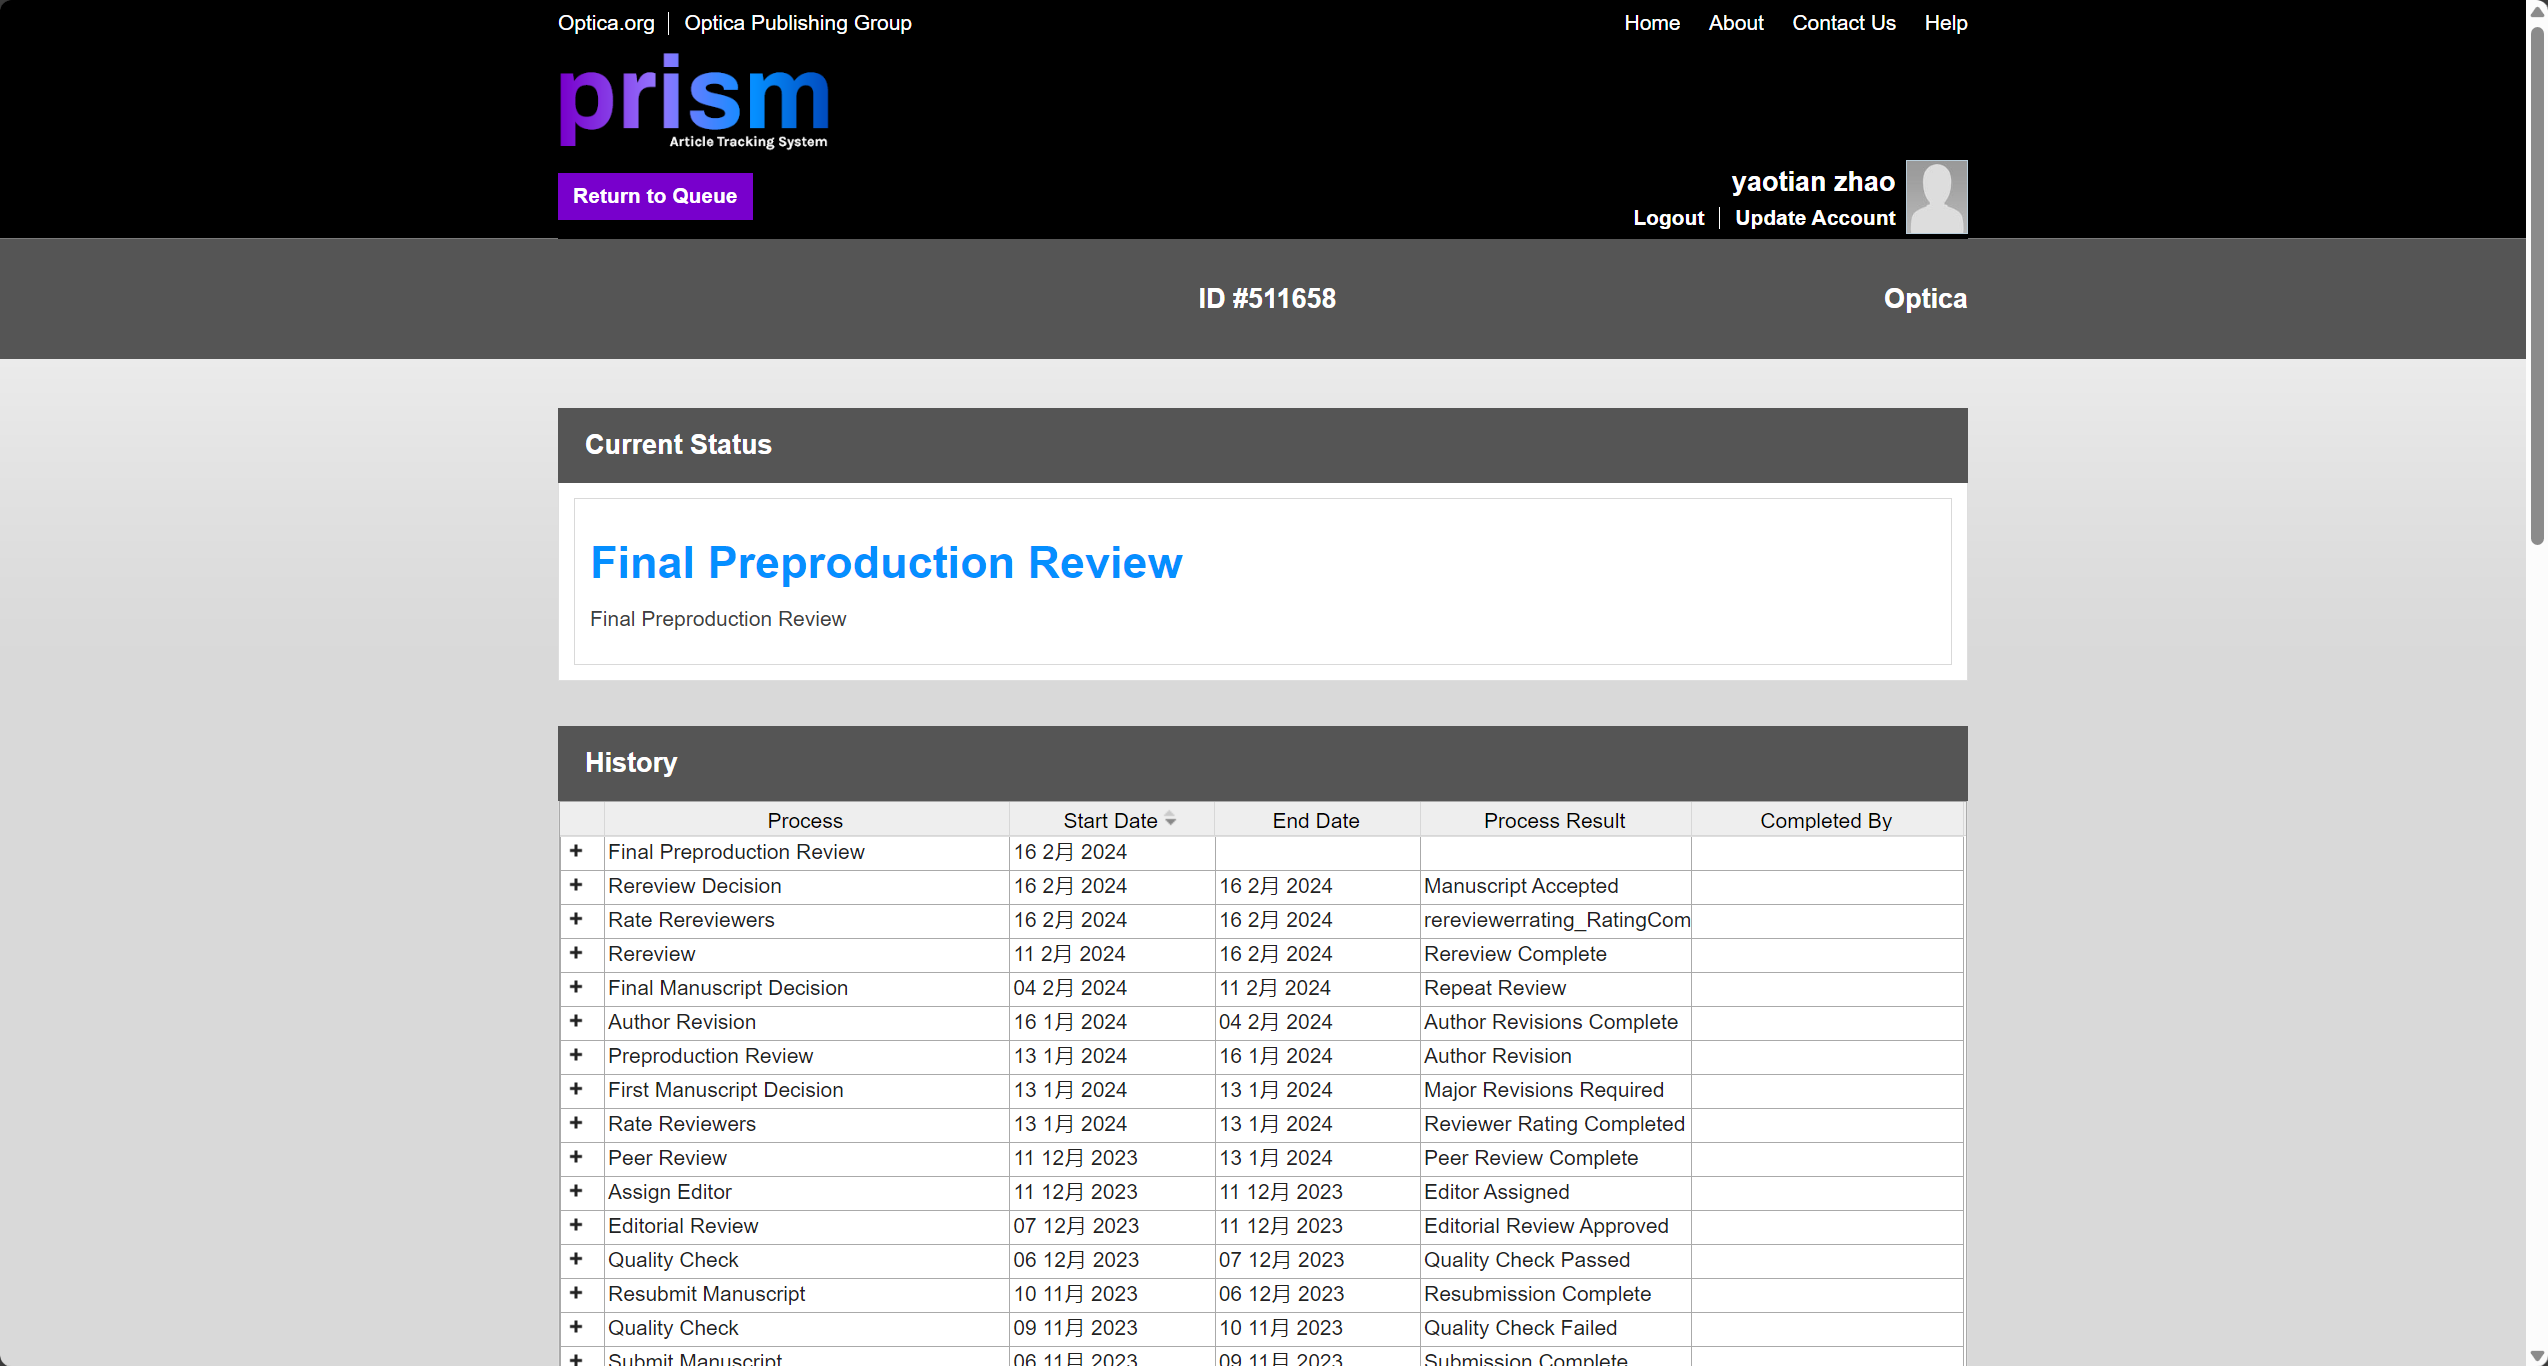 Optica.org | Optica Publishing Group Home About Contact Us Help
prism
Article Tracking System
Return to Queue
yaotian zhao
Logout | Update Account
ID #511658 Optica
Current Status
Final Preproduction Review
Final Preproduction Review
History
Process Start Date End Date Process Result Completed By
+ Final Preproduction Review 16 2月 2024
+ Rereview Decision 16 2月 2024 16 2月 2024 Manuscript Accepted
+ Rate Rereviewers 16 2月 2024 16 2月 2024 rereviewerrating_RatingCom
+ Rereview 11 2月 2024 16 2月 2024 Rereview Complete
+ Final Manuscript Decision 04 2月 2024 11 2月 2024 Repeat Review
+ Author Revision 16 1月 2024 04 2月 2024 Author Revisions Complete
+ Preproduction Review 13 1月 2024 16 1月 2024 Author Revision
+ First Manuscript Decision 13 1月 2024 13 1月 2024 Major Revisions Required
+ Rate Reviewers 13 1月 2024 13 1月 2024 Reviewer Rating Completed
+ Peer Review 11 12月 2023 13 1月 2024 Peer Review Complete
+ Assign Editor 11 12月 2023 11 12月 2023 Editor Assigned
+ Editorial Review 07 12月 2023 11 12月 2023 Editorial Review Approved
+ Quality Check 06 12月 2023 07 12月 2023 Quality Check Passed
+ Resubmit Manuscript 10 11月 2023 06 12月 2023 Resubmission Complete
+ Quality Check 09 11月 2023 10 11月 2023 Quality Check Failed
+ Submit Manuscript 06 11月 2023 09 11月 2023 Submission Complete